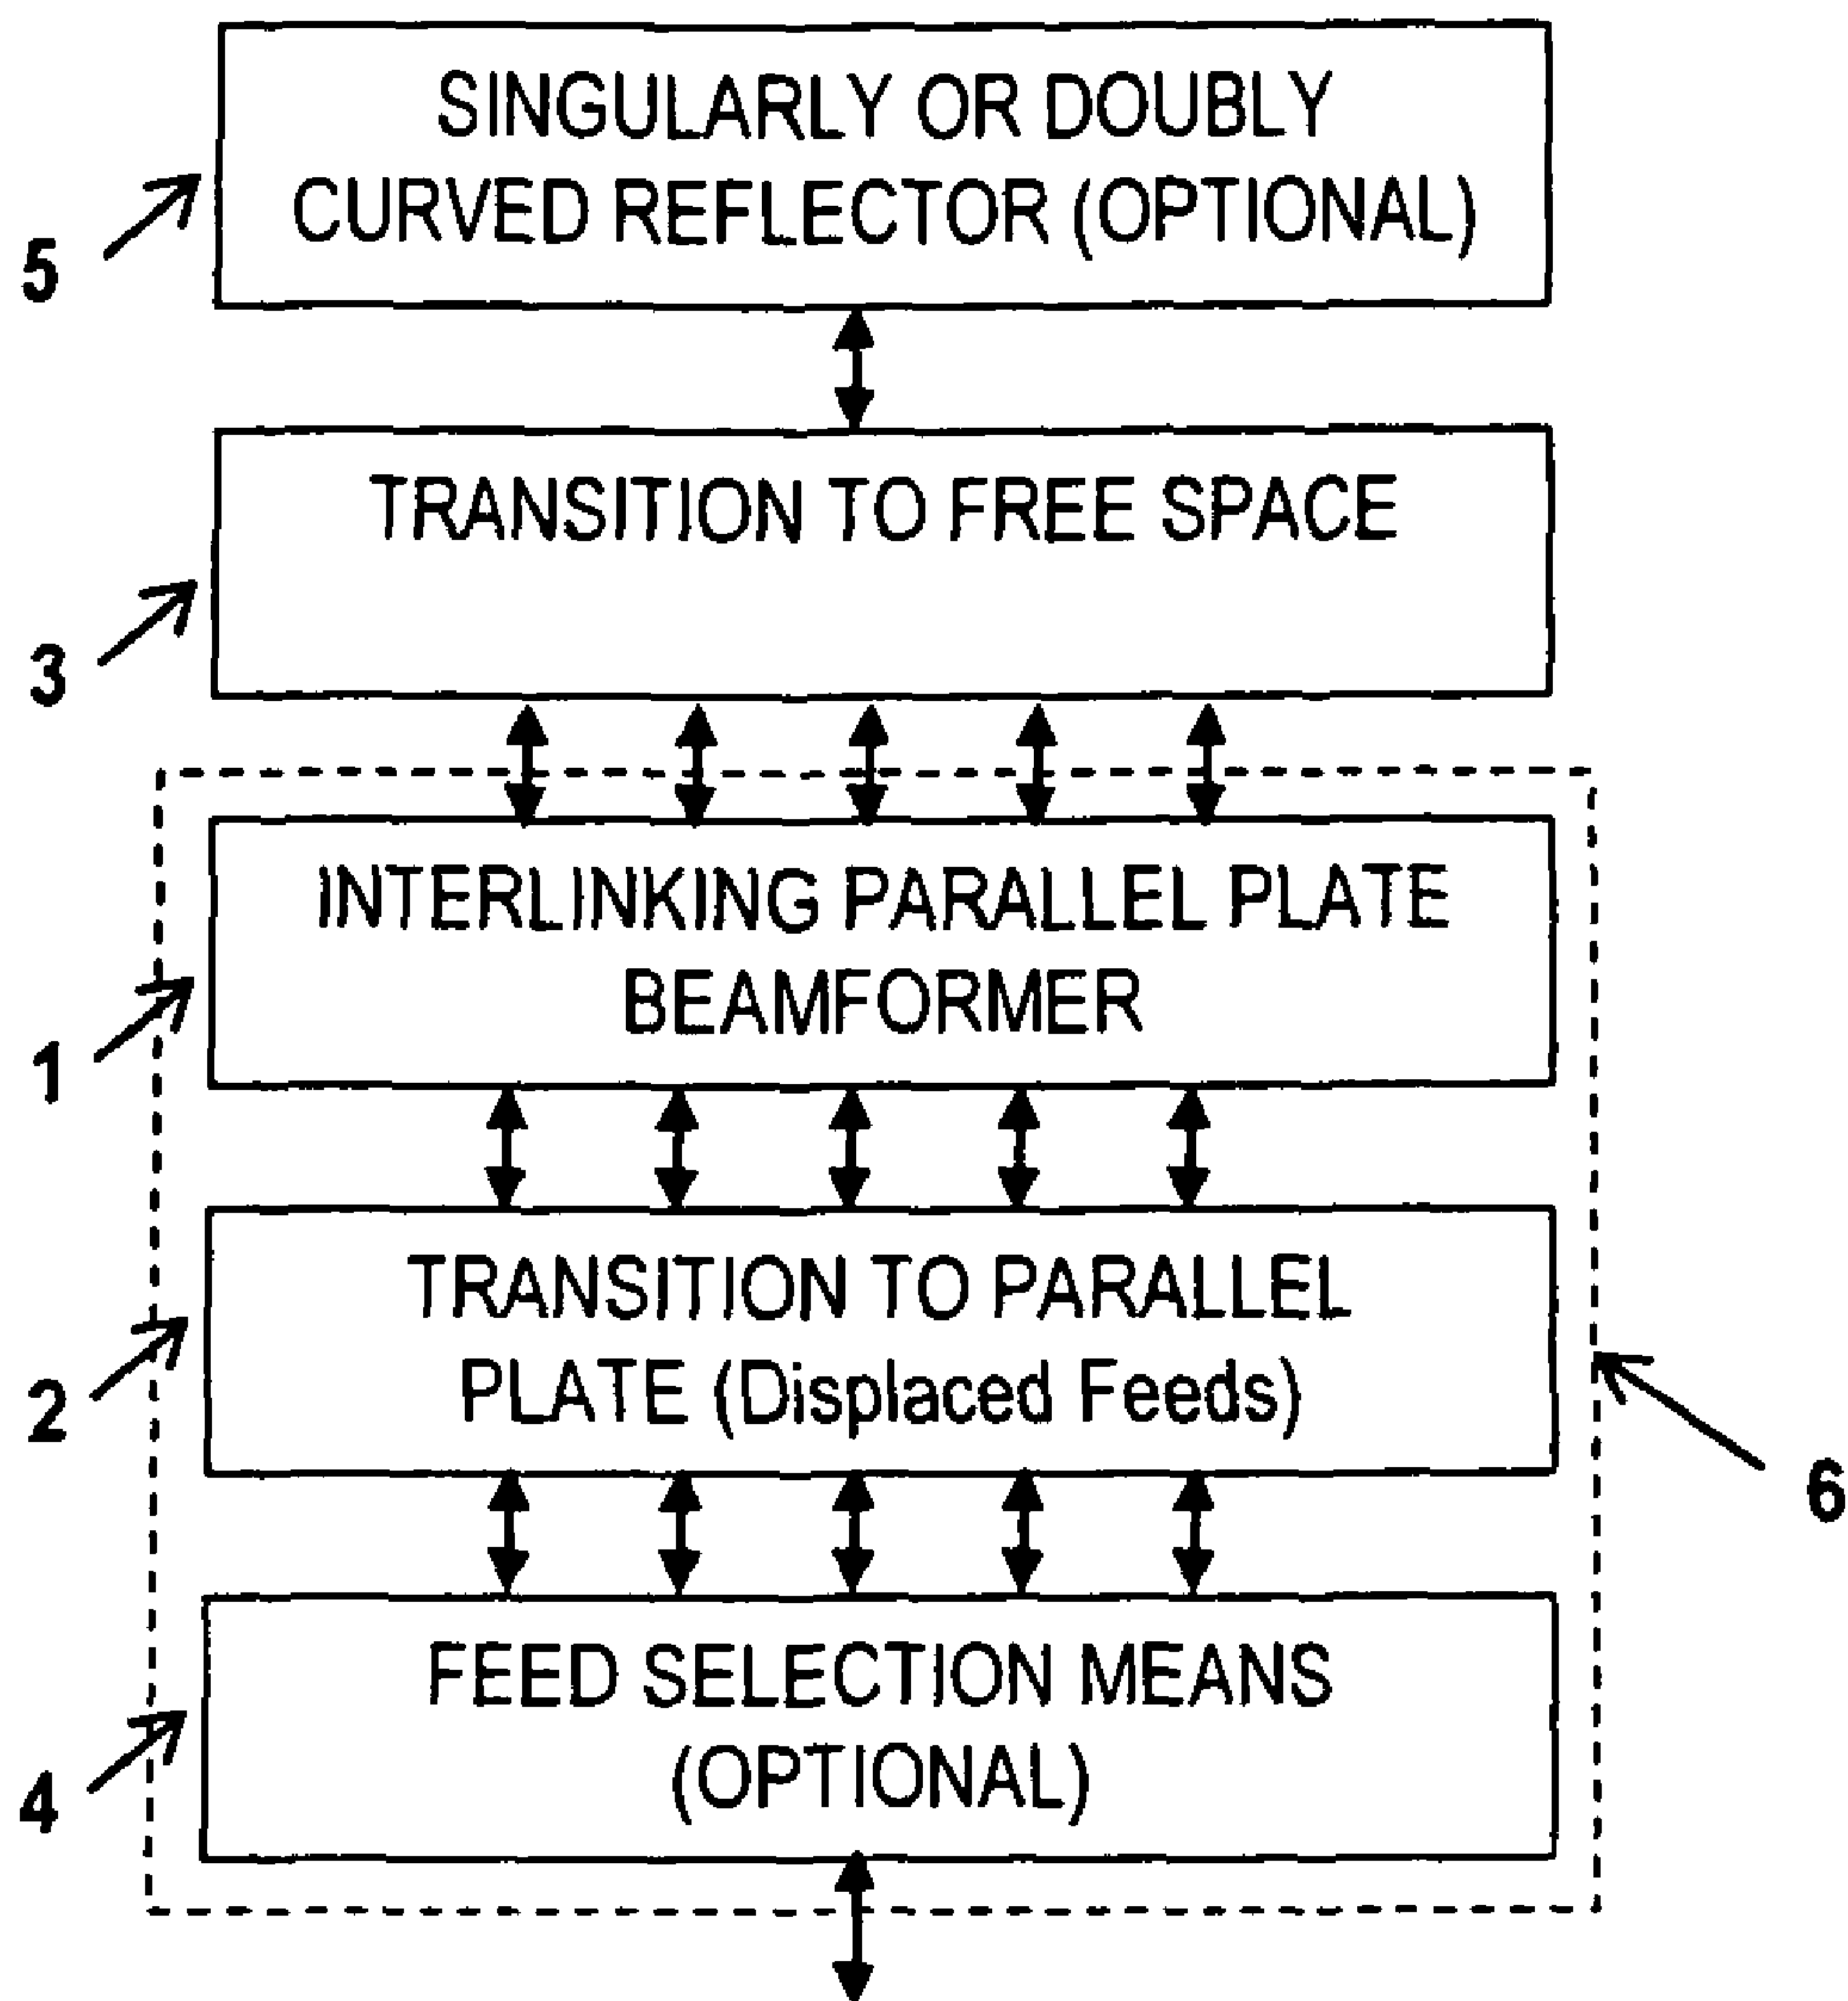 SINGULARLY OR DOUBLY
CURVED REFLECTOR (OPTIONAL)
5
TRANSITION TO FREE SPACE
3
INTERLINKING PARALLEL PLATE
BEAMFORMER
1
TRANSITION TO PARALLEL
PLATE (Displaced Feeds)
2
6
FEED SELECTION MEANS
(OPTIONAL)
4